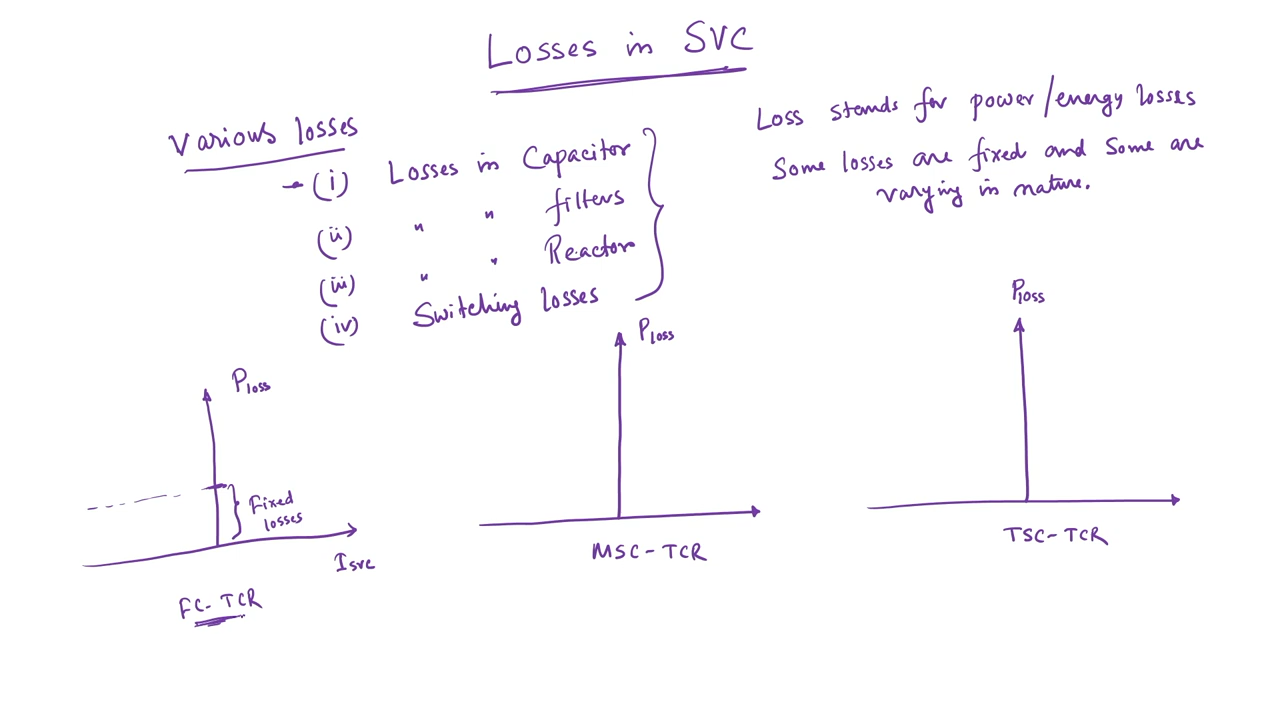 Losses in SVC
Various losses
(i) Losses in Capacitor
(ii) " " filters
(iii) " " Reactor
(iv) Switching losses
Loss stands for power/energy losses
Some losses are fixed and some are
varying in nature.
Ploss
Fixed
losses
Isvc
FC-TCR
Ploss
MSC-TCR
Ploss
TSC-TCR